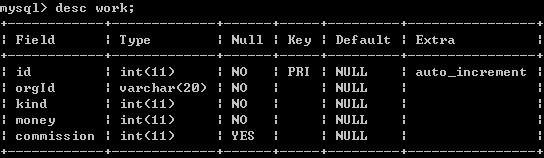 mysql> desc work;
+------------+-------------+------+-----+---------+----------------+
| Field      | Type        | Null | Key | Default | Extra          |
+------------+-------------+------+-----+---------+----------------+
| id         | int(11)     | NO   | PRI | NULL    | auto_increment |
| orgId      | varchar(20) | NO   |     | NULL    |                |
| kind       | int(11)     | NO   |     | NULL    |                |
| money      | int(11)     | NO   |     | NULL    |                |
| commission | int(11)     | YES  |     | NULL    |                |
+------------+-------------+------+-----+---------+----------------+